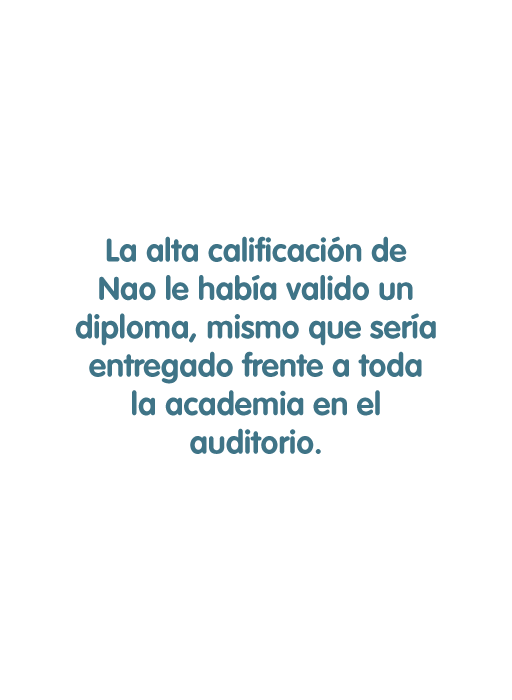 La alta calificación de
Nao le había valido un
diploma, mismo que sería
entregado frente a toda
la academia en el
auditorio.